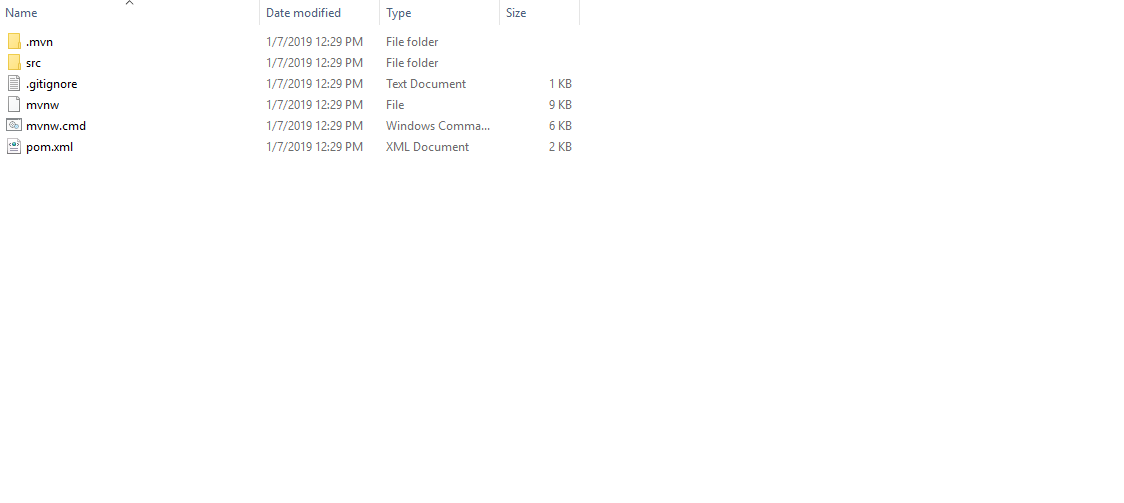 Name Date modified Type Size
.mvn 1/7/2019 12:29 PM File folder
src 1/7/2019 12:29 PM File folder
.gitignore 1/7/2019 12:29 PM Text Document 1 KB
mvnw 1/7/2019 12:29 PM File 9 KB
mvnw.cmd 1/7/2019 12:29 PM Windows Comma... 6 KB
pom.xml 1/7/2019 12:29 PM XML Document 2 KB